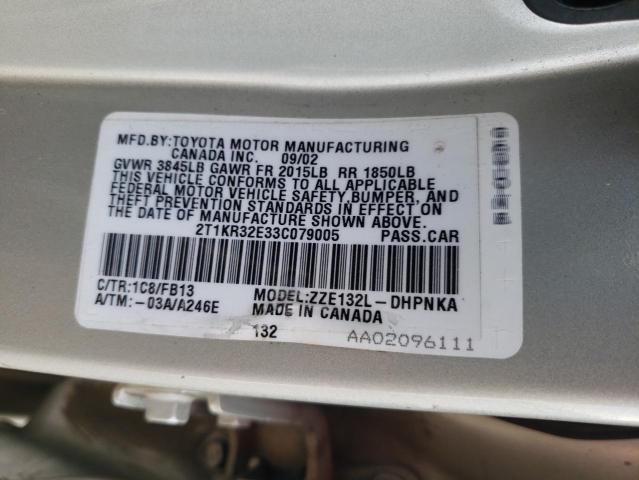 MFD.BY:TOYOTA MOTOR MANUFACTURING
CANADA INC. 09/02
GVWR 3845LB GAWR FR 2015LB RR 1850LB
THIS VEHICLE CONFORMS TO ALL APPLICABLE
FEDERAL MOTOR VEHICLE SAFETY,BUMPER, AND
THEFT PREVENTION STANDARDS IN EFFECT ON
THE DATE OF MANUFACTURE SHOWN ABOVE.
2T1KR32E33C079005 PASS.CAR
C/TR:1C8/FB13 MODEL:ZZE132L-DHPNKA
A/TM:-03A/A246E MADE IN CANADA
132 AA02096111